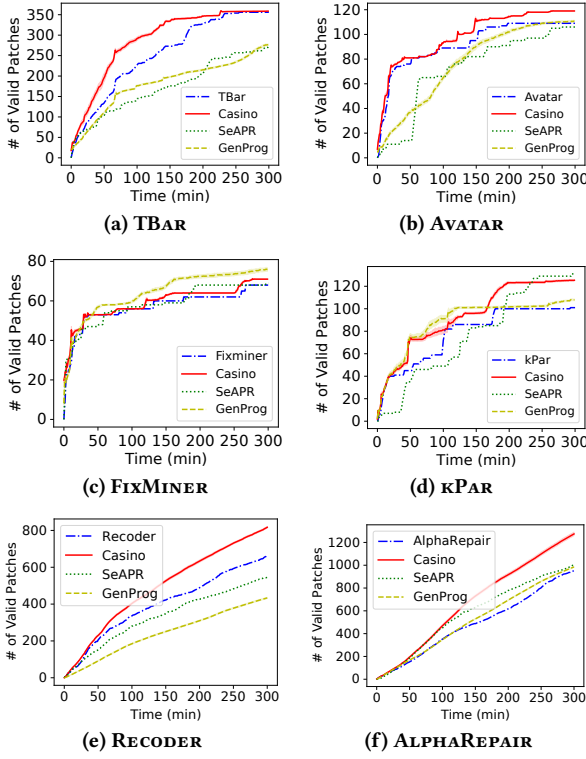 400
350
300
250
200
150
100
50
0
# of Valid Patches
TBar
Casino
SeAPR
GenProg
0 50 100 150 200 250 300
Time (min)
(a) TBAR
120
100
80
60
40
20
0
# of Valid Patches
Avatar
Casino
SeAPR
GenProg
0 50 100 150 200 250 300
Time (min)
(b) AVATAR
80
60
40
20
0
# of Valid Patches
Fixminer
Casino
SeAPR
GenProg
0 50 100 150 200 250 300
Time (min)
(c) FIXMINER
120
100
80
60
40
20
0
# of Valid Patches
kPar
Casino
SeAPR
GenProg
0 50 100 150 200 250 300
Time (min)
(d) KPAR
800
600
400
200
0
# of Valid Patches
Recoder
Casino
SeAPR
GenProg
0 50 100 150 200 250 300
Time (min)
(e) RECODER
1200
1000
800
600
400
200
0
# of Valid Patches
AlphaRepair
Casino
SeAPR
GenProg
0 50 100 150 200 250 300
Time (min)
(f) ALPHAREPAIR